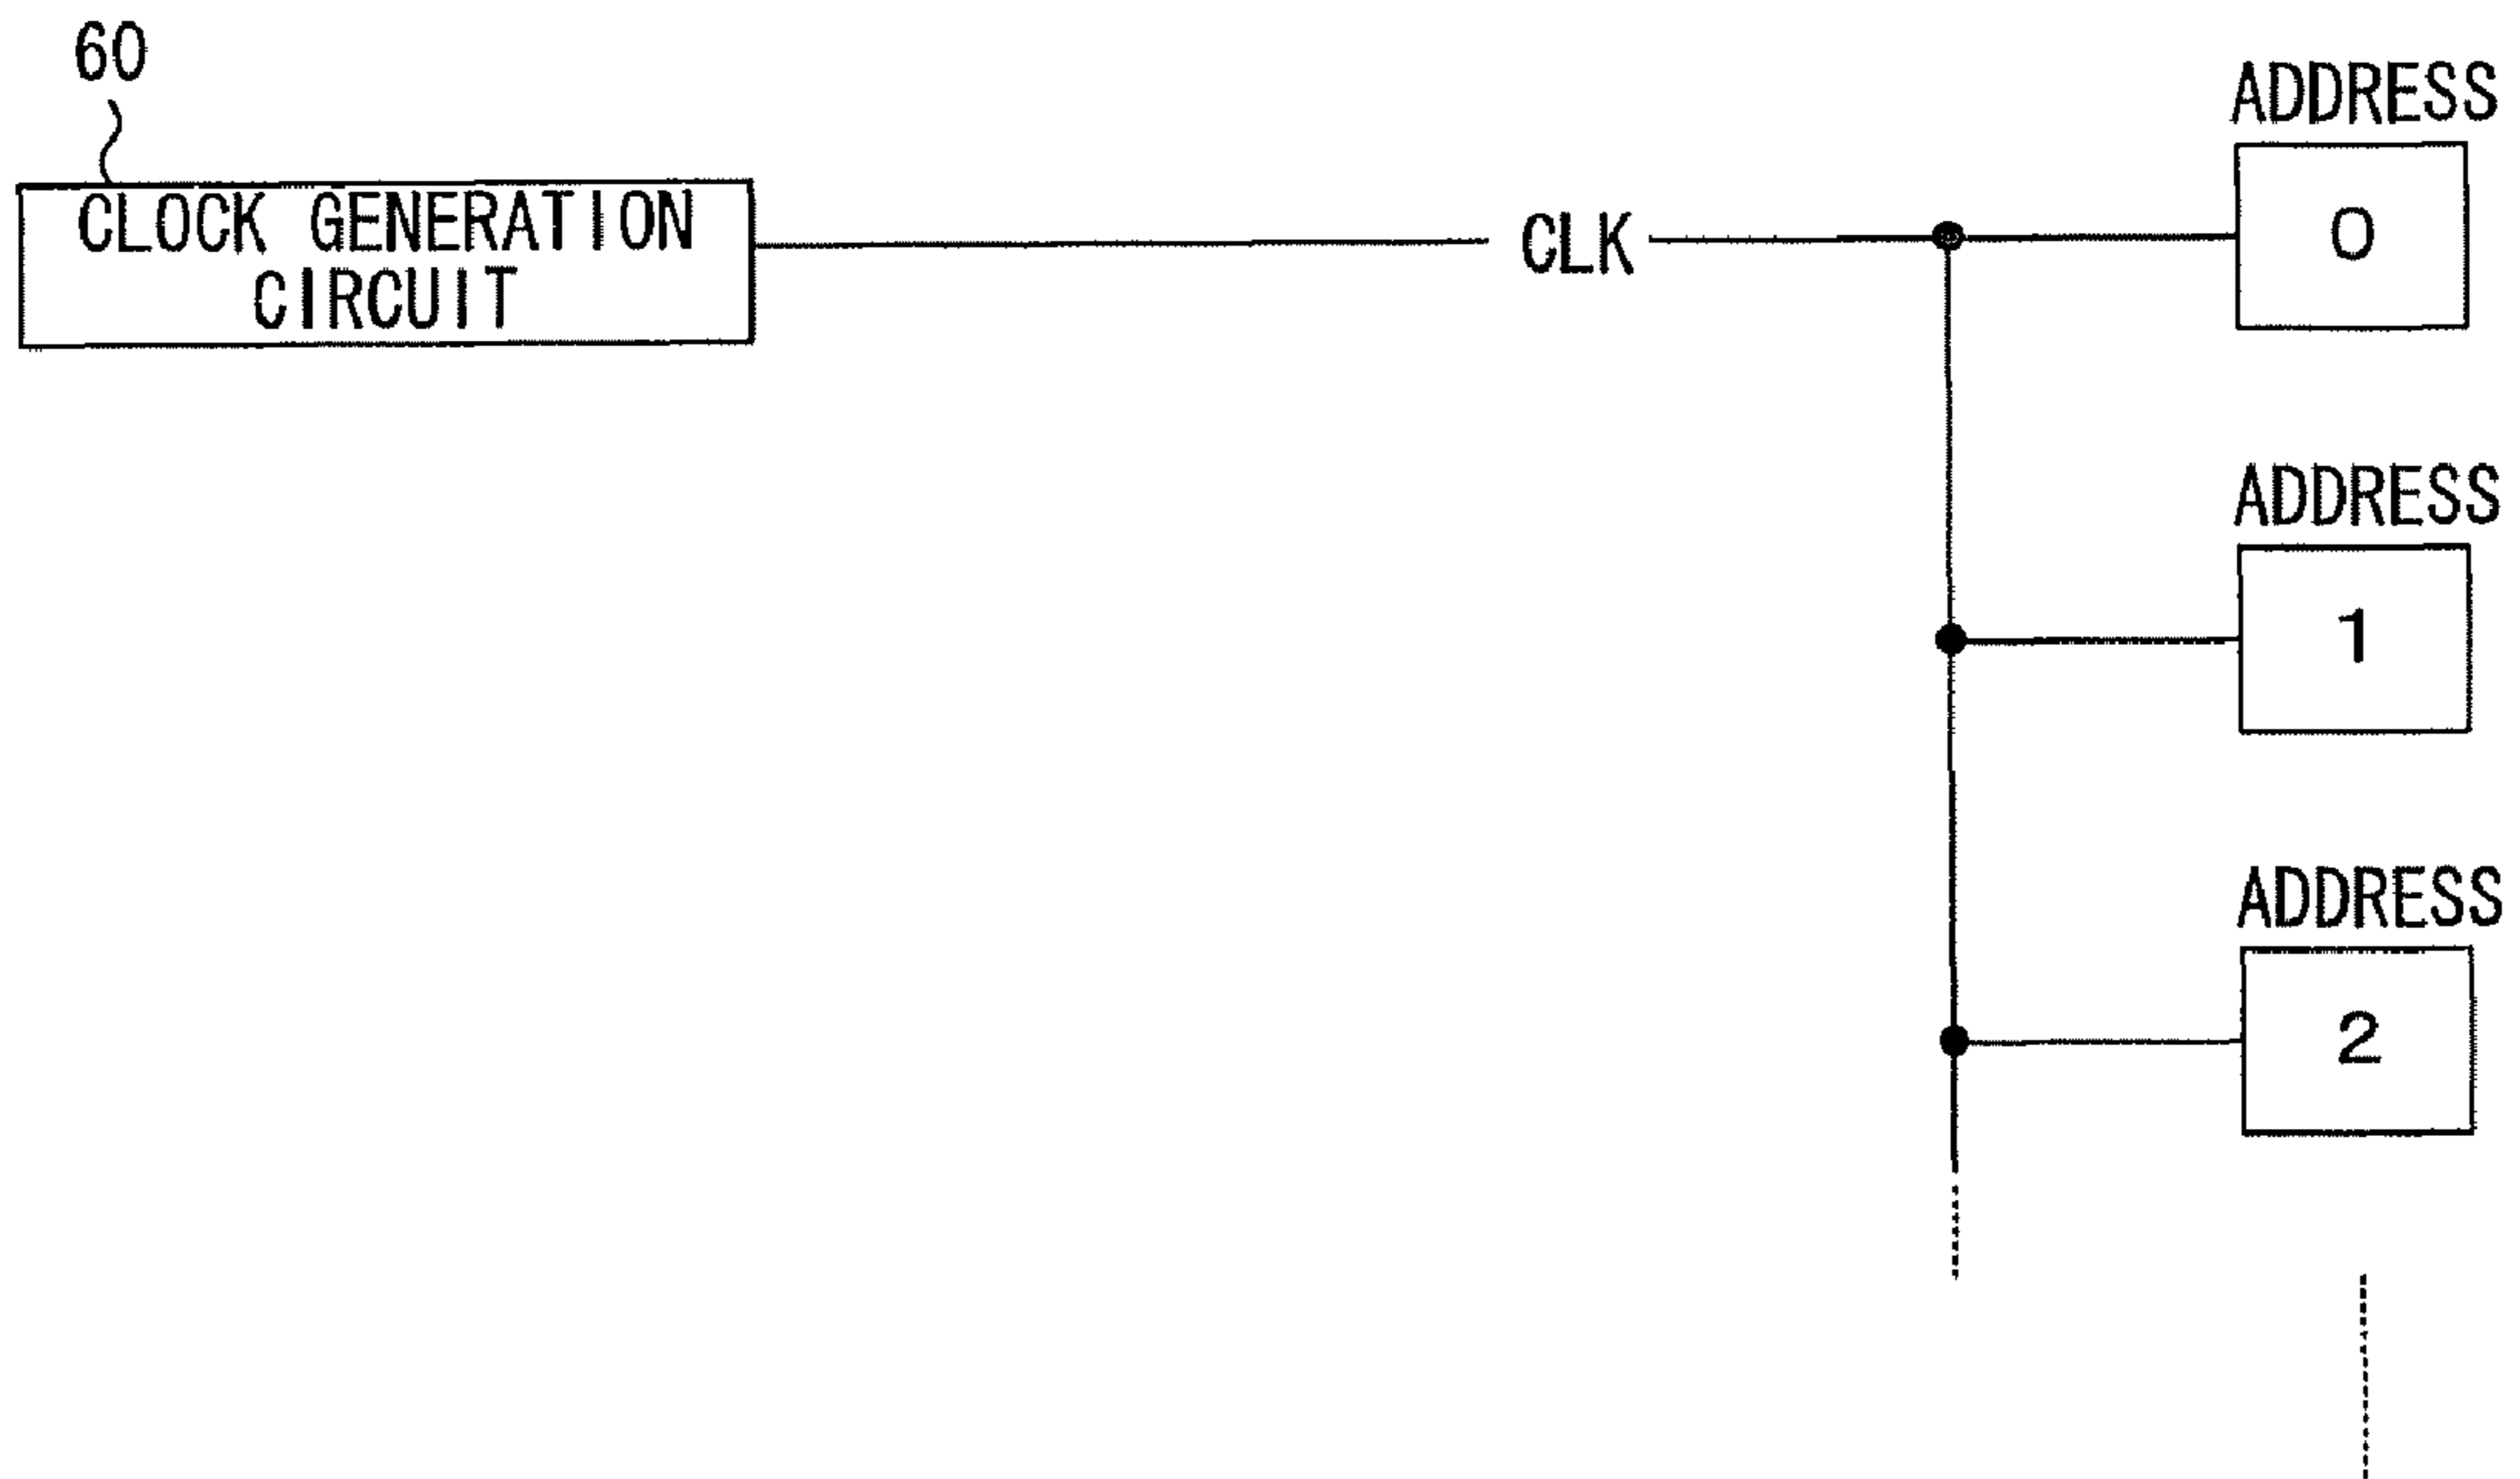 60
CLOCK GENERATION
CIRCUIT
CLK
ADDRESS
0
ADDRESS
1
ADDRESS
2